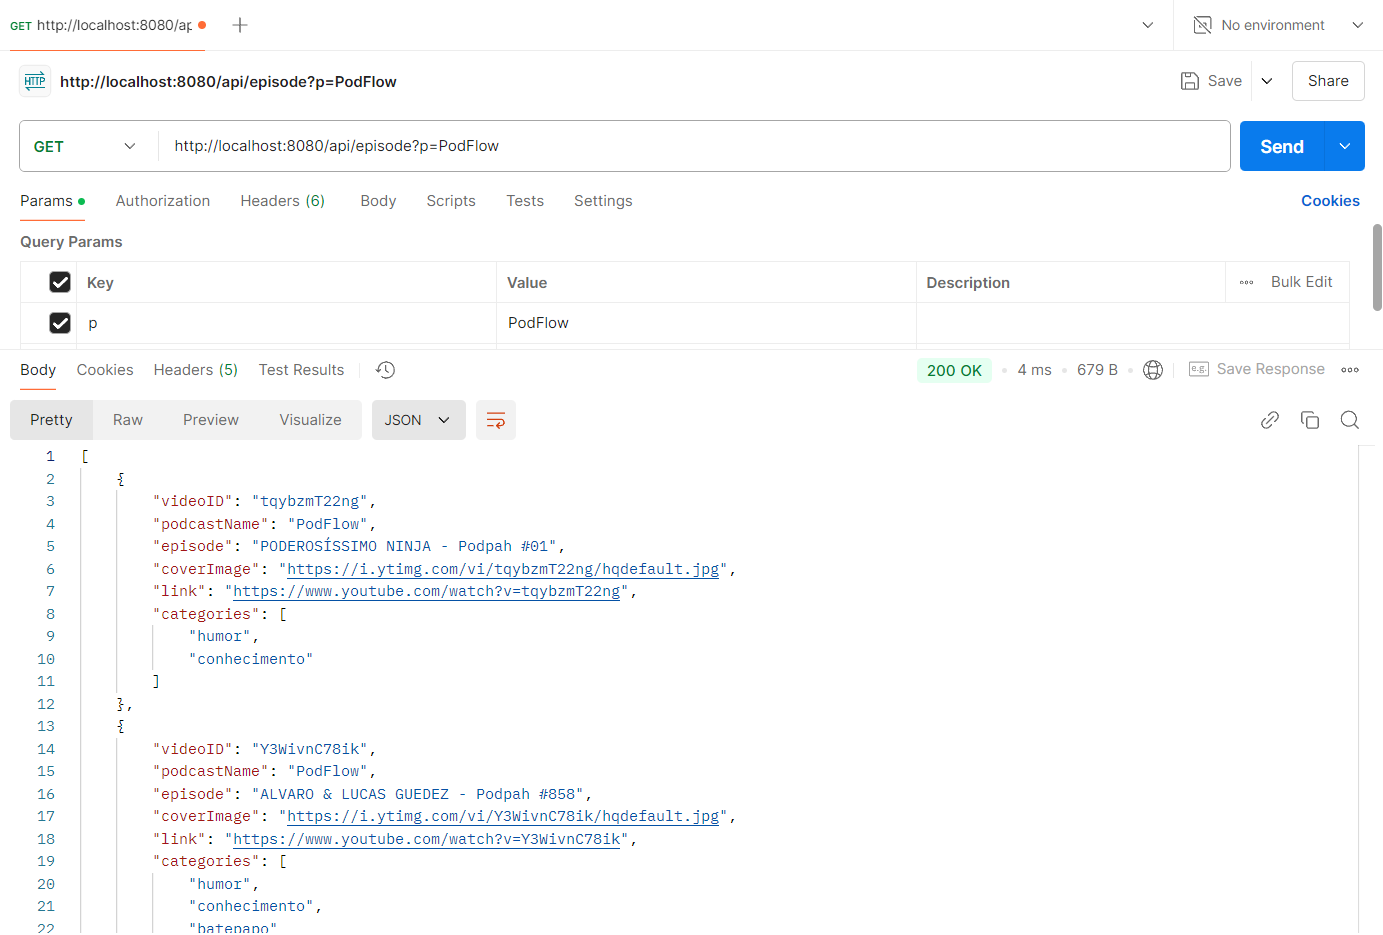 GET http://localhost:8080/ap
No environment
HTTP http://localhost:8080/api/episode?p=PodFlow
Save
Share
GET http://localhost:8080/api/episode?p=PodFlow
Send
Params Authorization Headers (6) Body Scripts Tests Settings Cookies
Query Params
Key Value Description Bulk Edit
p PodFlow
Body Cookies Headers (5) Test Results 200 OK 4 ms 679 B e.g. Save Response
Pretty Raw Preview Visualize JSON
1 [
2 {
3 "videoID": "tqybzmT22ng",
4 "podcastName": "PodFlow",
5 "episode": "PODEROSÍSSIMO NINJA - Podpah #01",
6 "coverImage": "https://i.ytimg.com/vi/tqybzmT22ng/hqdefault.jpg",
7 "link": "https://www.youtube.com/watch?v=tqybzmT22ng",
8 "categories": [
9 "humor",
10 "conhecimento"
11 ]
12 },
13 {
14 "videoID": "Y3WivnC78ik",
15 "podcastName": "PodFlow",
16 "episode": "ALVARO & LUCAS GUEDEZ - Podpah #858",
17 "coverImage": "https://i.ytimg.com/vi/Y3WivnC78ik/hqdefault.jpg",
18 "link": "https://www.youtube.com/watch?v=Y3WivnC78ik",
19 "categories": [
20 "humor",
21 "conhecimento",
22 "batepapo"